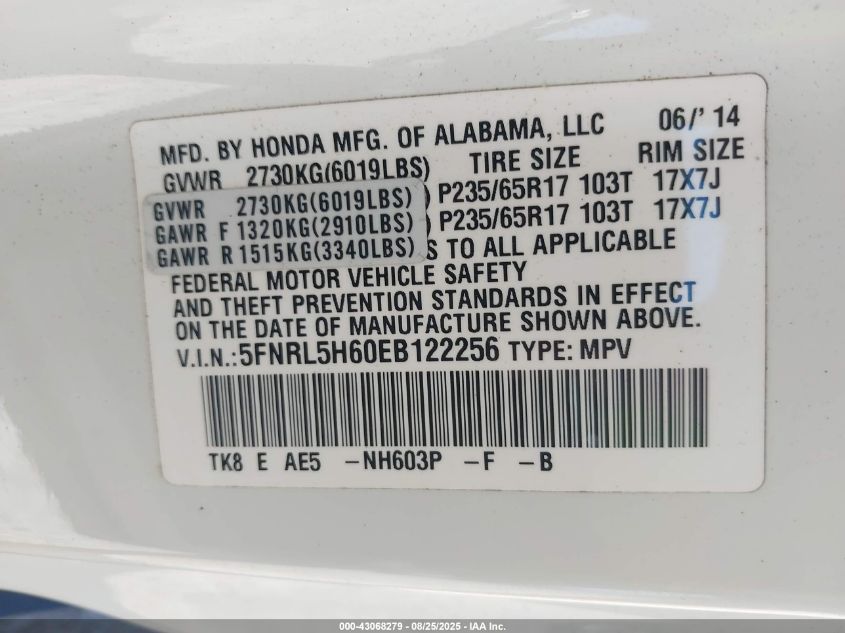 MFD. BY HONDA MFG. OF ALABAMA, LLC 06/' 14
GVWR 2730KG(6019LBS) TIRE SIZE RIM SIZE
GVWR 2730KG(6019LBS) ) P235/65R17 103T 17X7J
GAWR F 1320KG(2910LBS) ) P235/65R17 103T 17X7J
GAWR R 1515KG(3340LBS) S TO ALL APPLICABLE
FEDERAL MOTOR VEHICLE SAFETY
AND THEFT PREVENTION STANDARDS IN EFFECT
ON THE DATE OF MANUFACTURE SHOWN ABOVE.
V.I.N.:5FNRL5H60EB122256 TYPE: MPV
TK8 E AE5 -NH603P -F -B
000-43068279 - 08/25/2025 - IAA Inc.